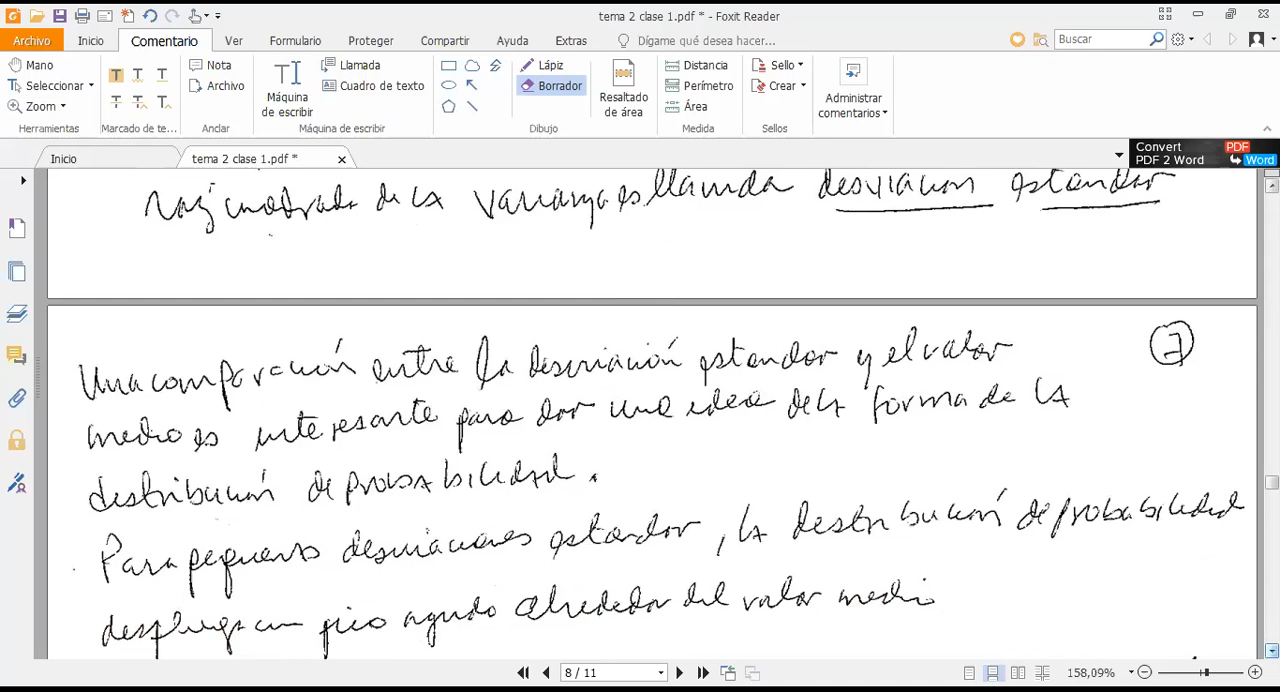 tema 2 clase 1.pdf * - Foxit Reader
Archivo Inicio Comentario Ver Formulario Proteger Compartir Ayuda Extras Dígame qué desea hacer... Buscar
Mano
Seleccionar
Zoom
Herramientas
Marcado de te...
Nota
Archivo
Anclar
Máquina de escribir
Llamada
Cuadro de texto
Máquina de escribir
Lápiz
Borrador
Dibujo
Resaltado de área
Distancia
Perímetro
Área
Medida
Sello
Crear
Sellos
Administrar comentarios
Inicio
tema 2 clase 1.pdf *
Convert PDF
PDF 2 Word Word
raiz cuadrada de la varianza es llamada desviacion estandar
7
Una comparación entre la desviación estandar y el valor
medio es interesante para dar una idea de la forma de la
distribución de probabilidad.
Para pequeñas desviaciones estandar, la distribución de probabilidad
despliega un pico agudo alrededor del valor medio
8 / 11
158,09%